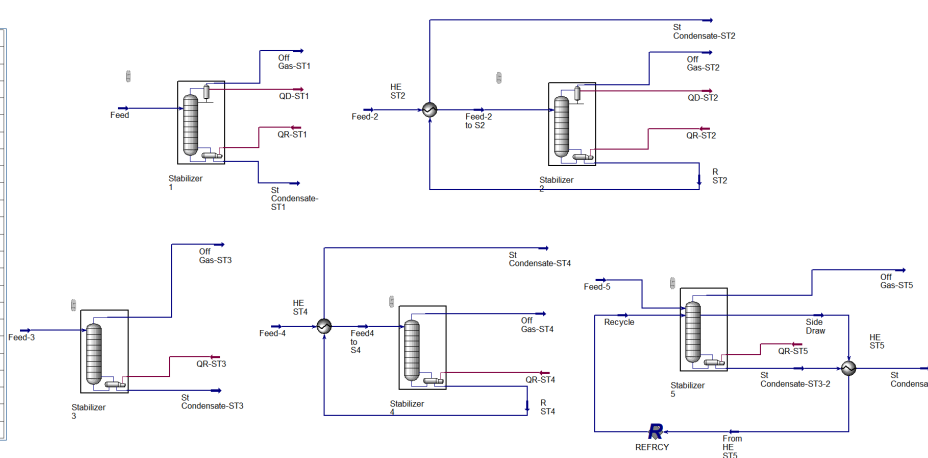 Feed
Off
Gas-ST1
QD-ST1
QR-ST1
St
Condensate-
ST1
Stabilizer
1
HE
ST2
Feed-2
Feed-2
to S2
St
Condensate-ST2
Off
Gas-ST2
QD-ST2
QR-ST2
R
ST2
Stabilizer
2
Feed-3
Off
Gas-ST3
QR-ST3
St
Condensate-ST3
Stabilizer
3
HE
ST4
Feed-4
Feed4
to
S4
St
Condensate-ST4
Off
Gas-ST4
QR-ST4
R
ST4
Stabilizer
4
Feed-5
Recycle
Off
Gas-ST5
Side
Draw
HE
ST5
QR-ST5
St
Condensate-ST3-2
St
Condensa
Stabilizer
5
R
REFRCY
From
HE
ST5